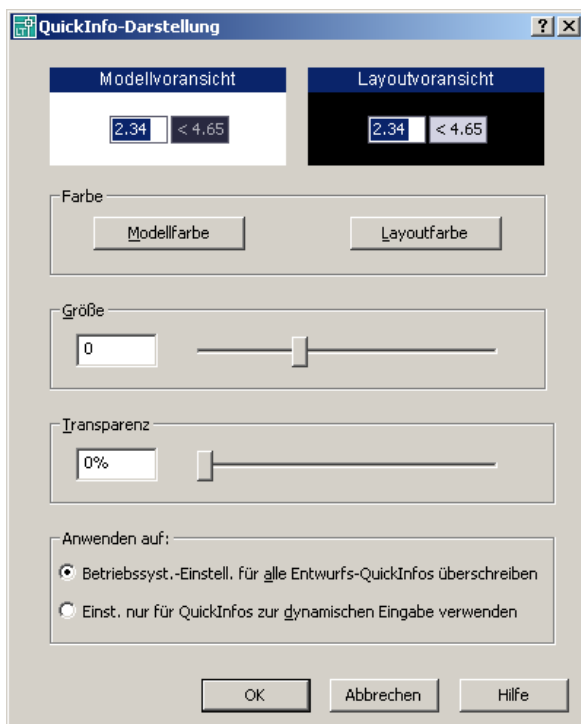 QuickInfo-Darstellung
Modellvoransicht
Layoutvoransicht
2.34 < 4.65
2.34 < 4.65
Farbe
Modellfarbe
Layoutfarbe
Größe
0
Transparenz
0%
Anwenden auf:
Betriebssyst.-Einstell. für alle Entwurfs-QuickInfos überschreiben
Einst. nur für QuickInfos zur dynamischen Eingabe verwenden
OK
Abbrechen
Hilfe